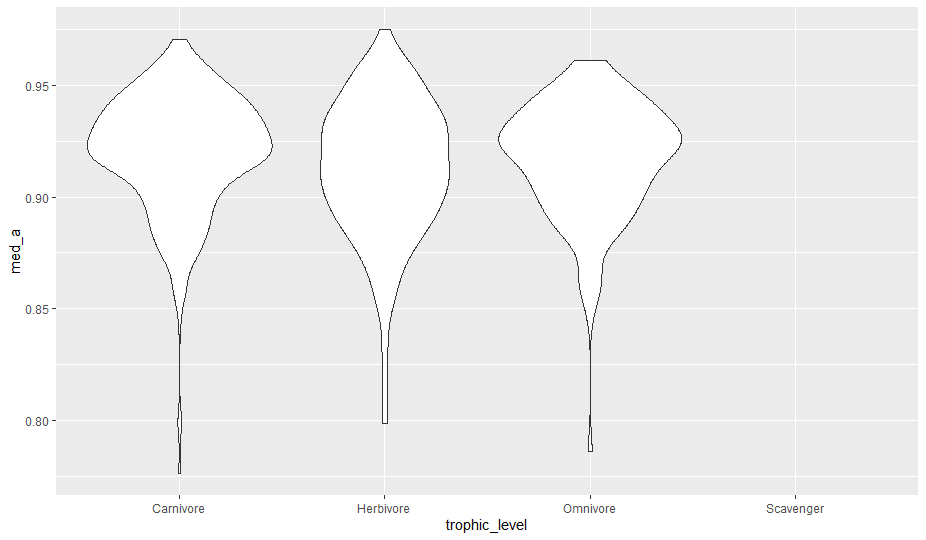 0.95
0.90
0.85
0.80
med_a
Carnivore
Herbivore
Omnivore
Scavenger
trophic_level